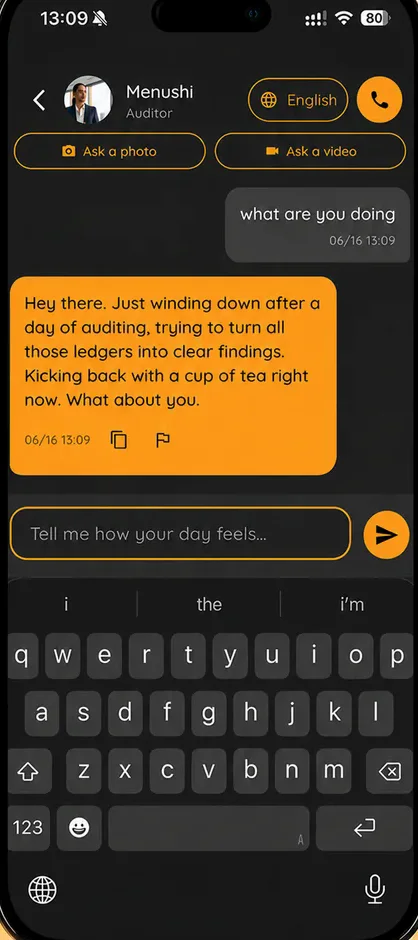 13:09
80
Menushi
Auditor
English
Ask a photo
Ask a video
what are you doing
06/16 13:09
Hey there. Just winding down after a
day of auditing, trying to turn all
those ledgers into clear findings.
Kicking back with a cup of tea right
now. What about you.
06/16 13:09
Tell me how your day feels...
i the i'm
q w e r t y u i o p
a s d f g h j k l
z x c v b n m
123
A